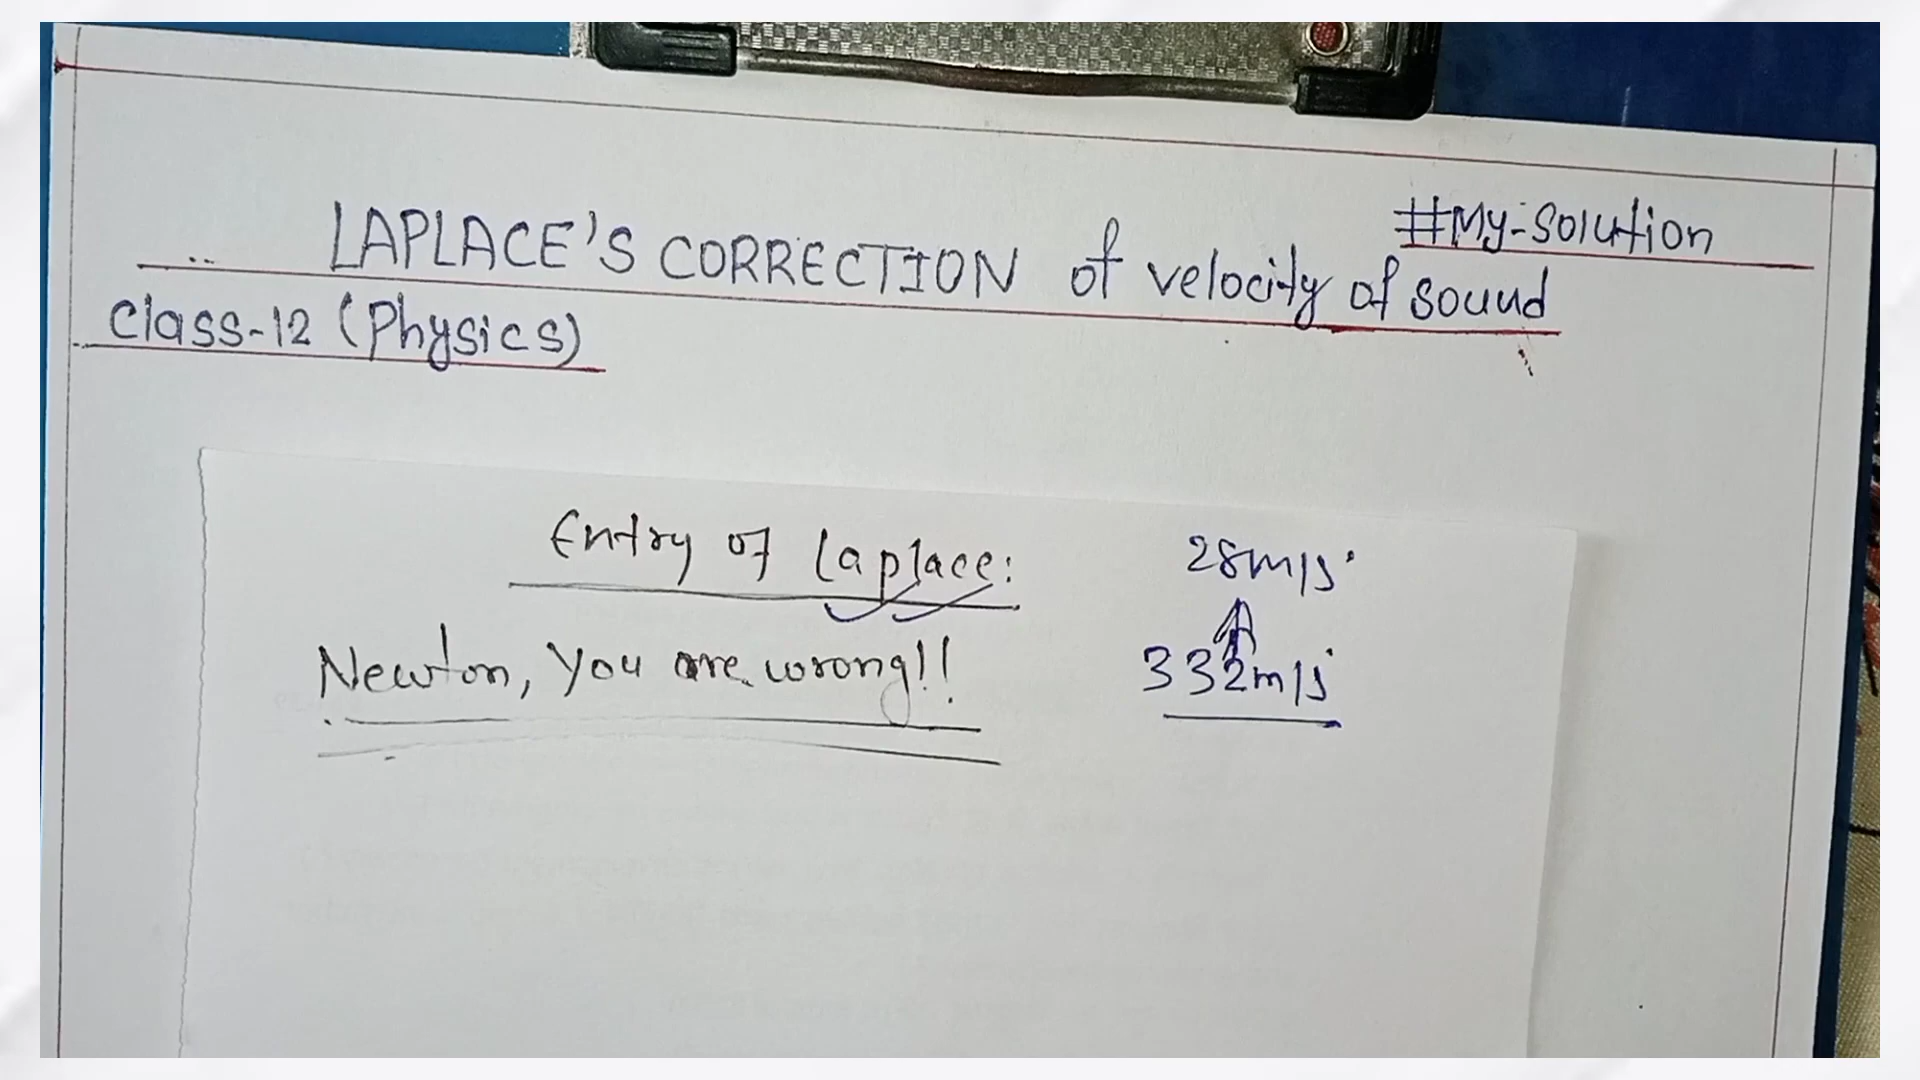 #My-Solution
LAPLACE'S CORRECTION of velocity of sound
Class-12 (Physics)
Entry of Laplace:
28m/s
Newton, You are wrong!!
332m/s